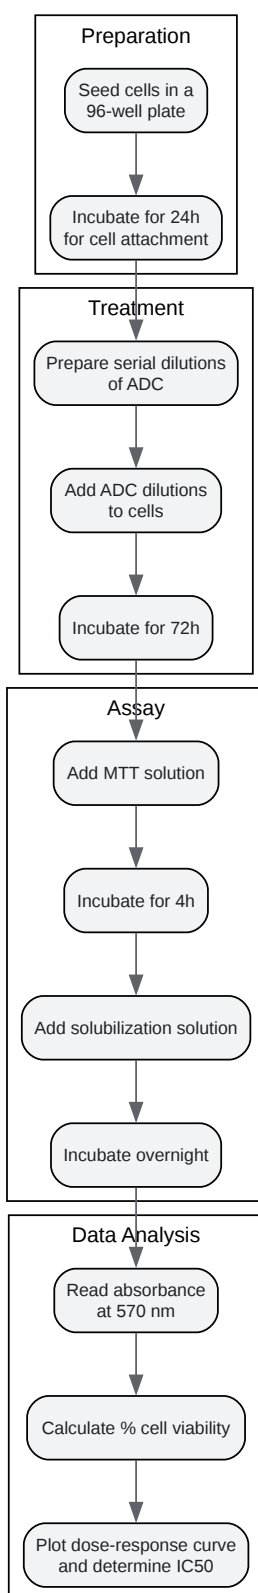 Preparation
Seed cells in a
96-well plate
Incubate for 24h
for cell attachment
Treatment
Prepare serial dilutions
of ADC
Add ADC dilutions
to cells
Incubate for 72h
Assay
Add MTT solution
Incubate for 4h
Add solubilization solution
Incubate overnight
Data Analysis
Read absorbance
at 570 nm
Calculate % cell viability
Plot dose-response curve
and determine IC50